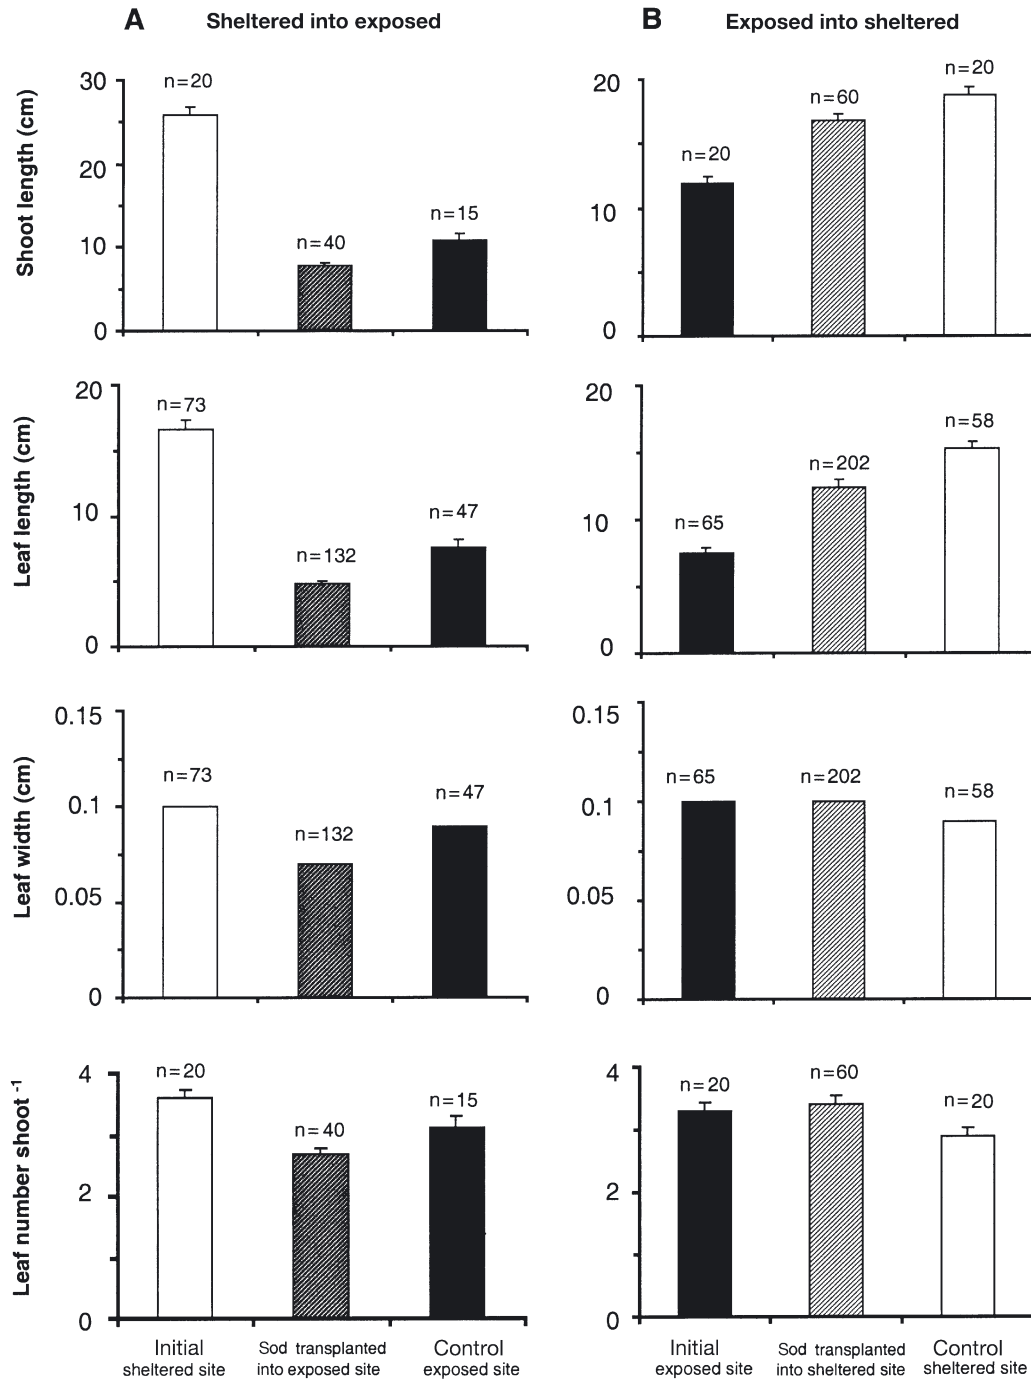 A Sheltered into exposed
B Exposed into sheltered
Shoot length (cm)
30
20
10
0
n=20
n=40
n=15
20
10
0
n=20
n=60
n=20
Leaf length (cm)
20
10
0
n=73
n=132
n=47
20
10
0
n=65
n=202
n=58
Leaf width (cm)
0.15
0.1
0.05
0
n=73
n=132
n=47
0.15
0.1
0.05
0
n=65
n=202
n=58
Leaf number shoot -1
4
2
0
n=20
n=40
n=15
4
2
0
n=20
n=60
n=20
Initial
sheltered site
Sod transplanted
into exposed site
Control
exposed site
Initial
exposed site
Sod transplanted
into sheltered site
Control
sheltered site